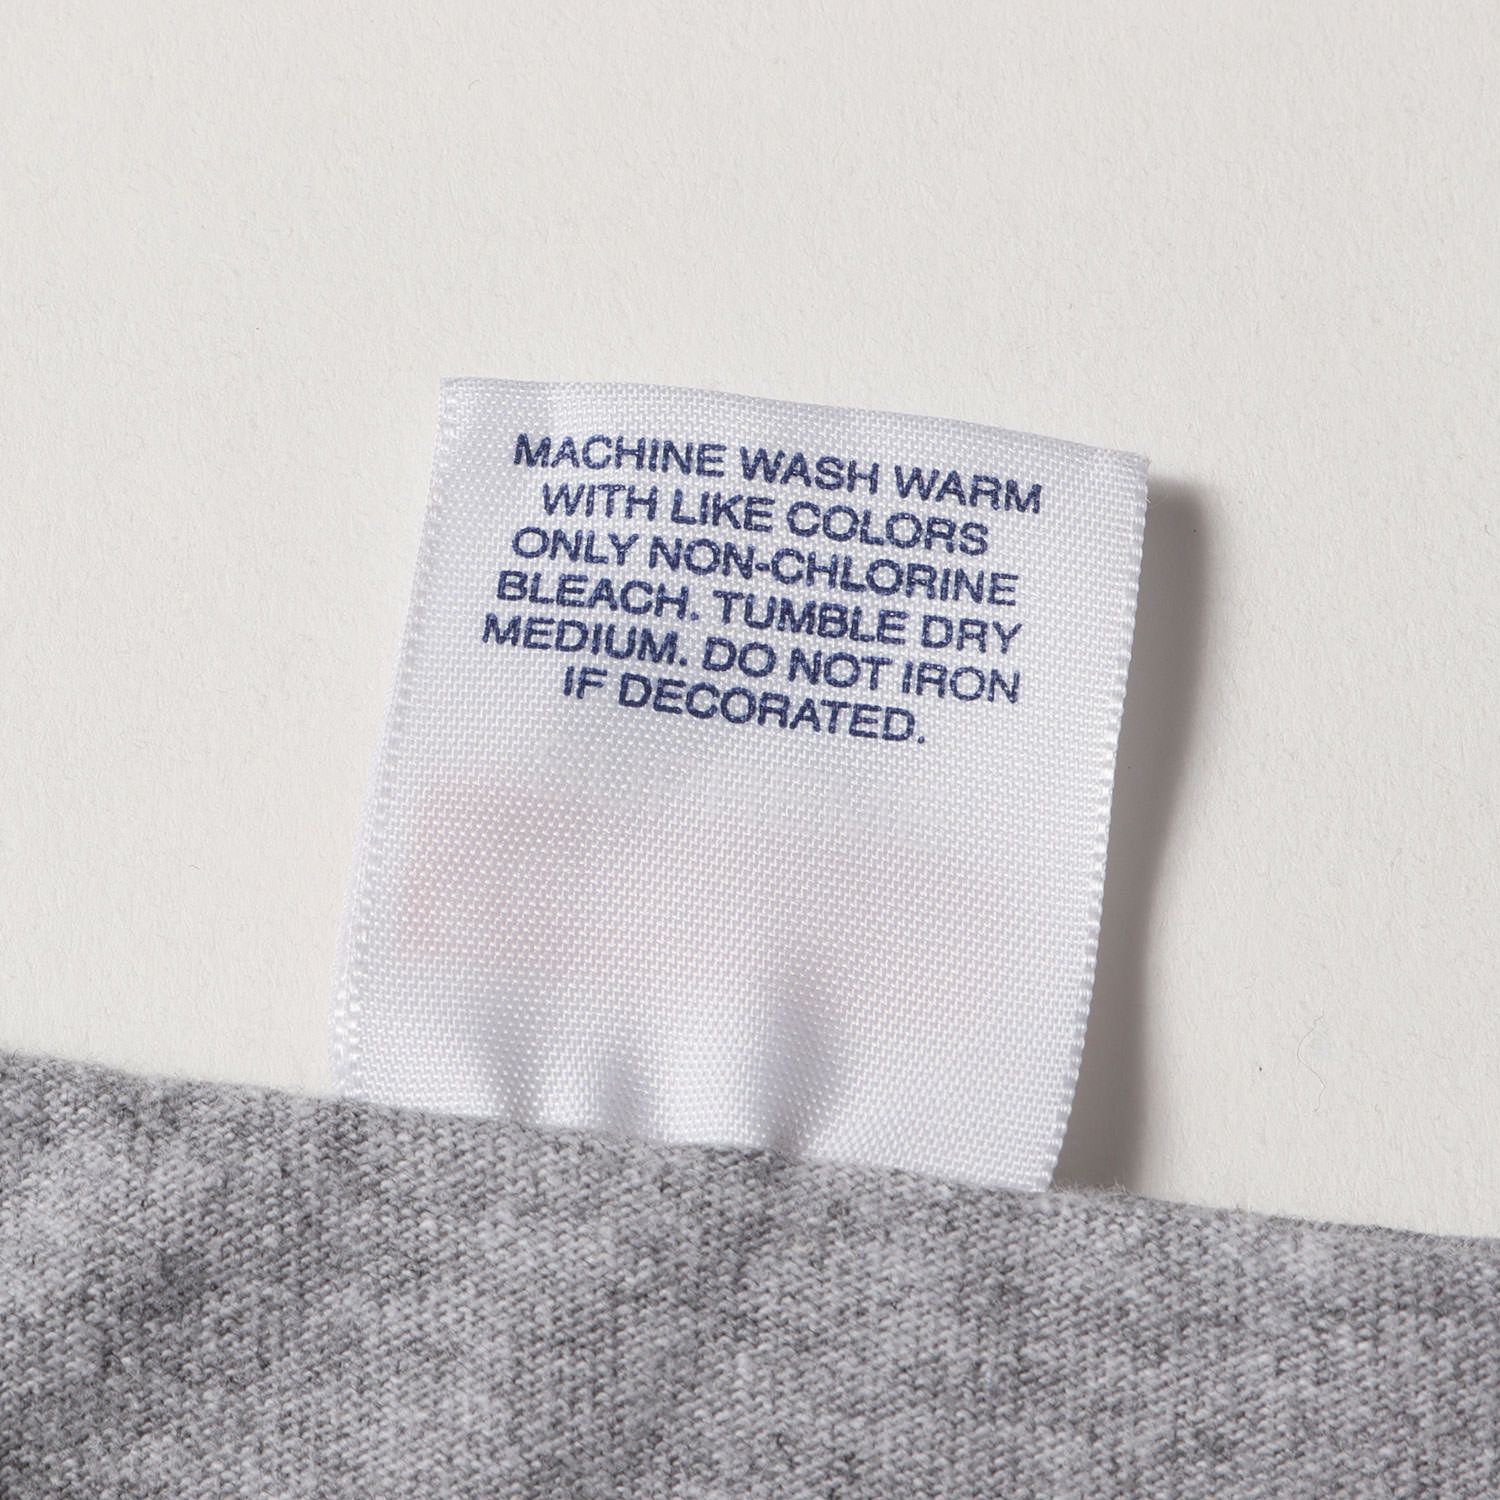 MACHINE WASH WARM
WITH LIKE COLORS
ONLY NON-CHLORINE
BLEACH. TUMBLE DRY
MEDIUM. DO NOT IRON
IF DECORATED.